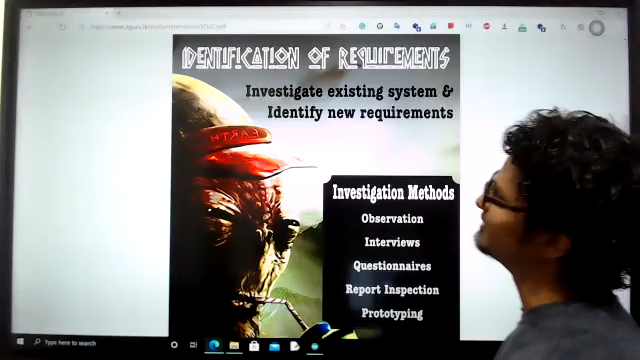 IDENTIFICATION OF REQUIREMENTS
Investigate existing system &
Identify new requirements
EARTH
Investigation Methods
Observation
Interviews
Questionnaires
Report Inspection
Prototyping
Type here to search